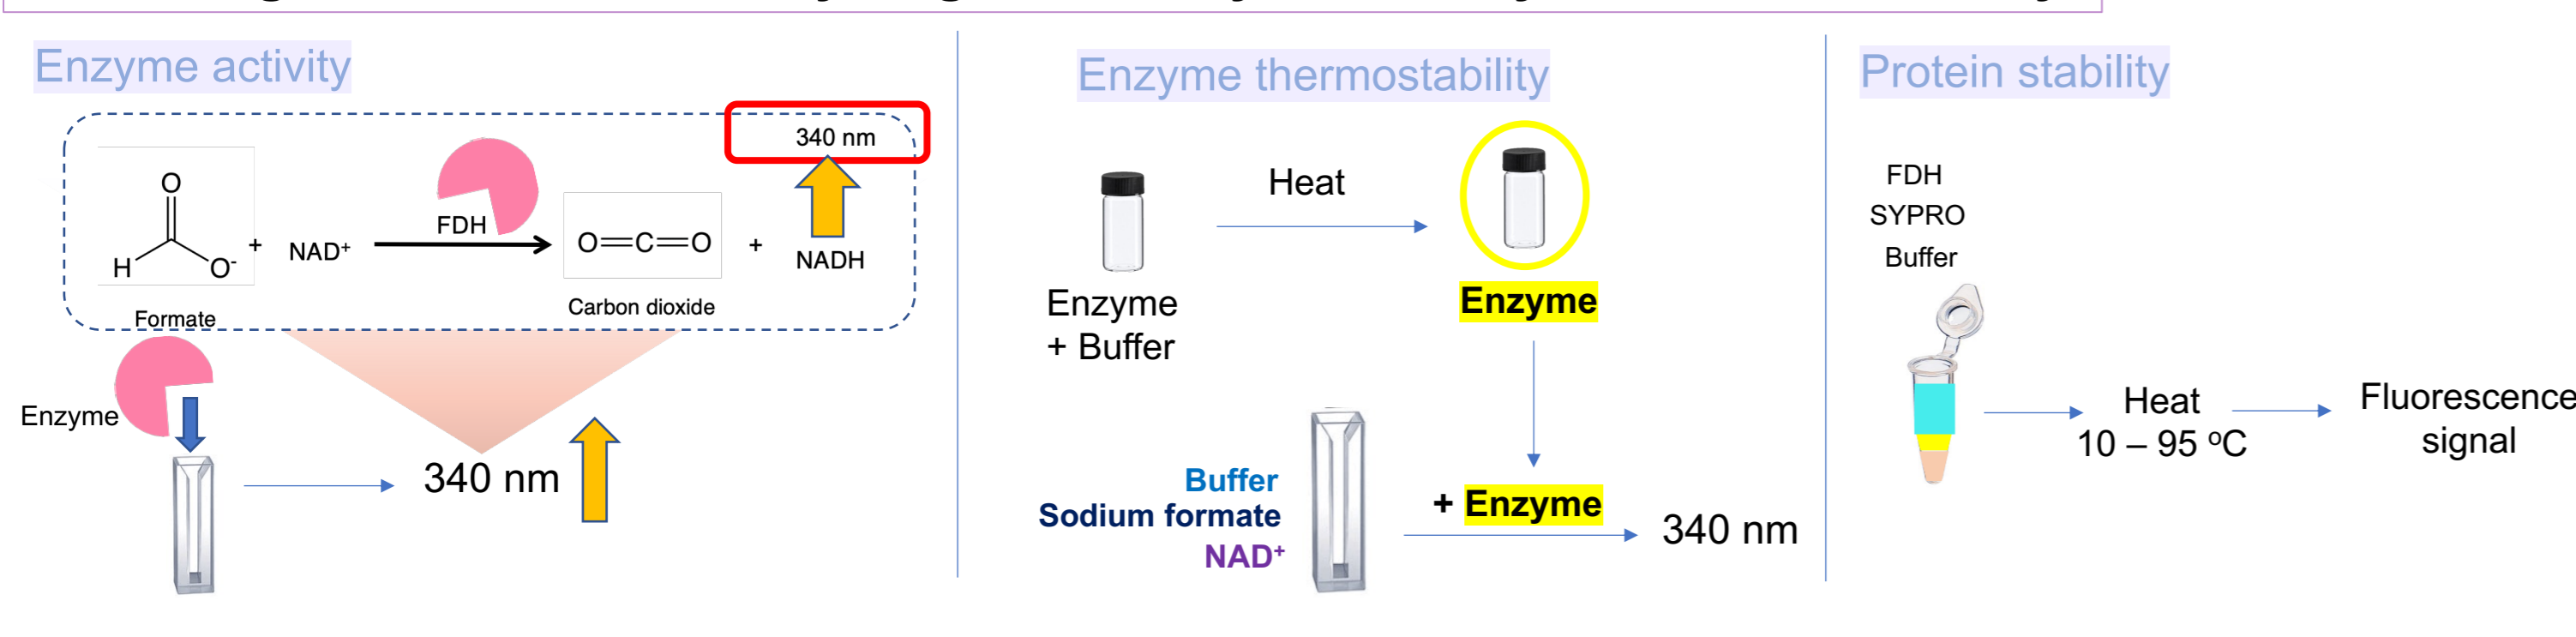 Enzyme activity
340 nm
O
H
O-
+
NAD+
FDH
O=C=O
+
NADH
Formate
Carbon dioxide
Enzyme
340 nm
Enzyme thermostability
Heat
Enzyme
+ Buffer
Enzyme
Buffer
Sodium formate
NAD+
+ Enzyme
340 nm
Protein stability
FDH
SYPRO
Buffer
Heat
10 – 95 ºC
Fluorescence
signal